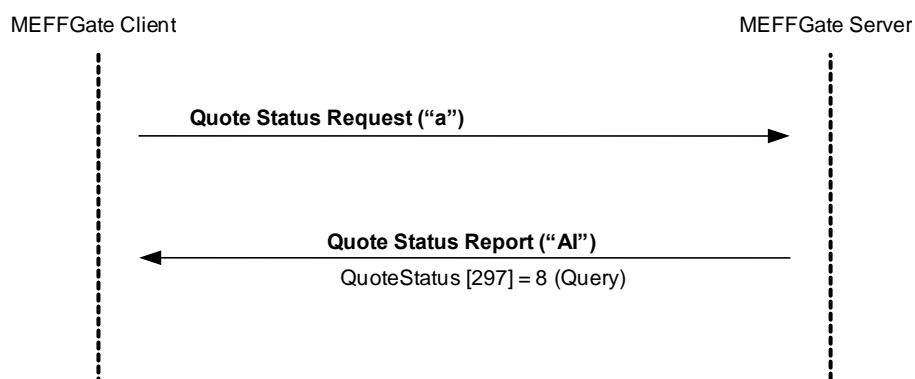 MEFFGate Client
MEFFGate Server
Quote Status Request (“a”)
Quote Status Report (“AI”)
QuoteStatus [297] = 8 (Query)